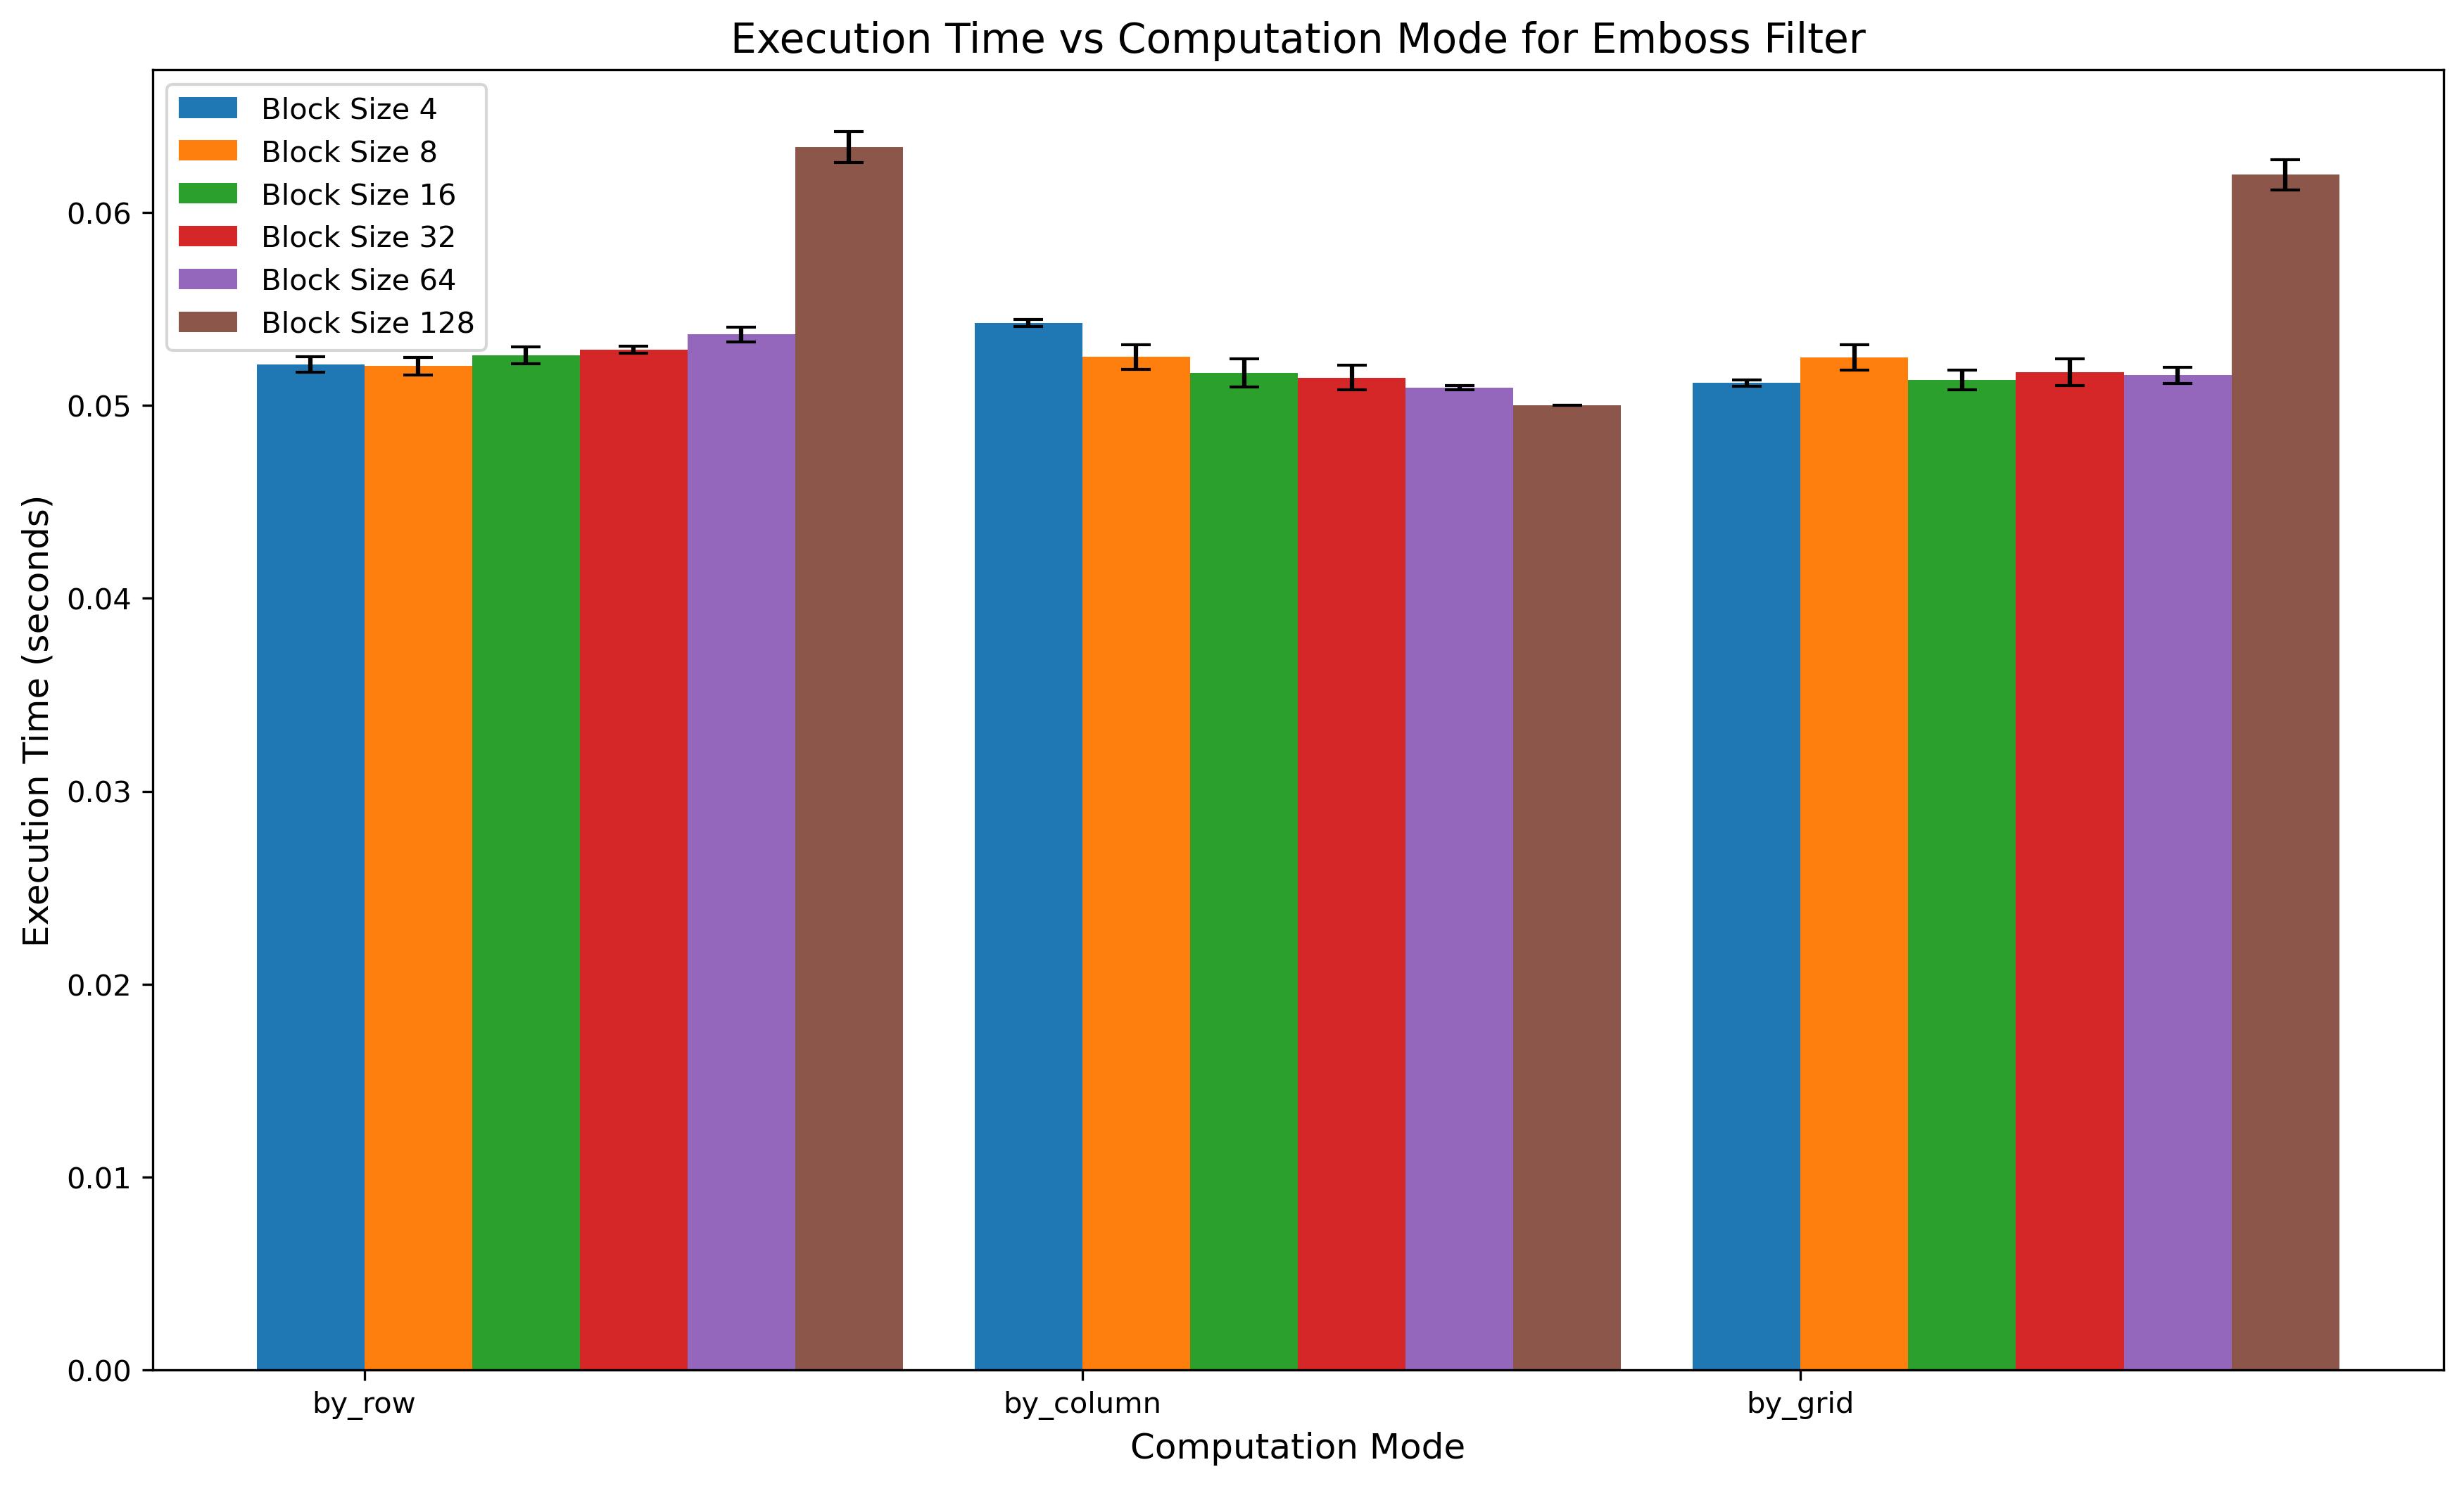 Execution Time vs Computation Mode for Emboss Filter
Block Size 4
Block Size 8
Block Size 16
Block Size 32
Block Size 64
Block Size 128
Execution Time (seconds)
0.06
0.05
0.04
0.03
0.02
0.01
0.00
by_row
by_column
by_grid
Computation Mode